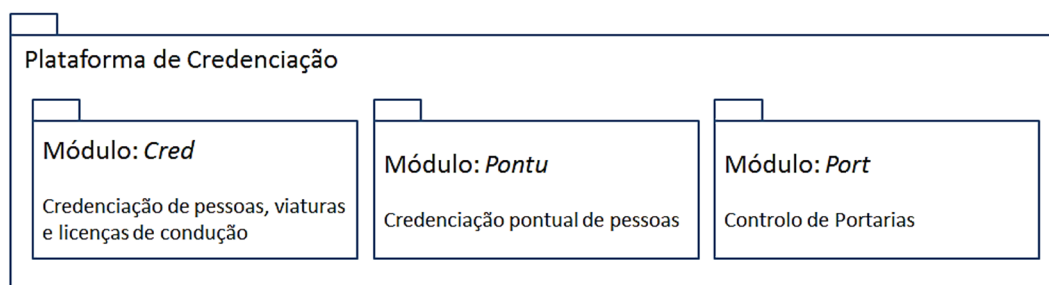 Plataforma de Credenciação
Módulo: Cred
Credenciação de pessoas, viaturas
e licenças de condução
Módulo: Pontu
Credenciação pontual de pessoas
Módulo: Port
Controlo de Portarias